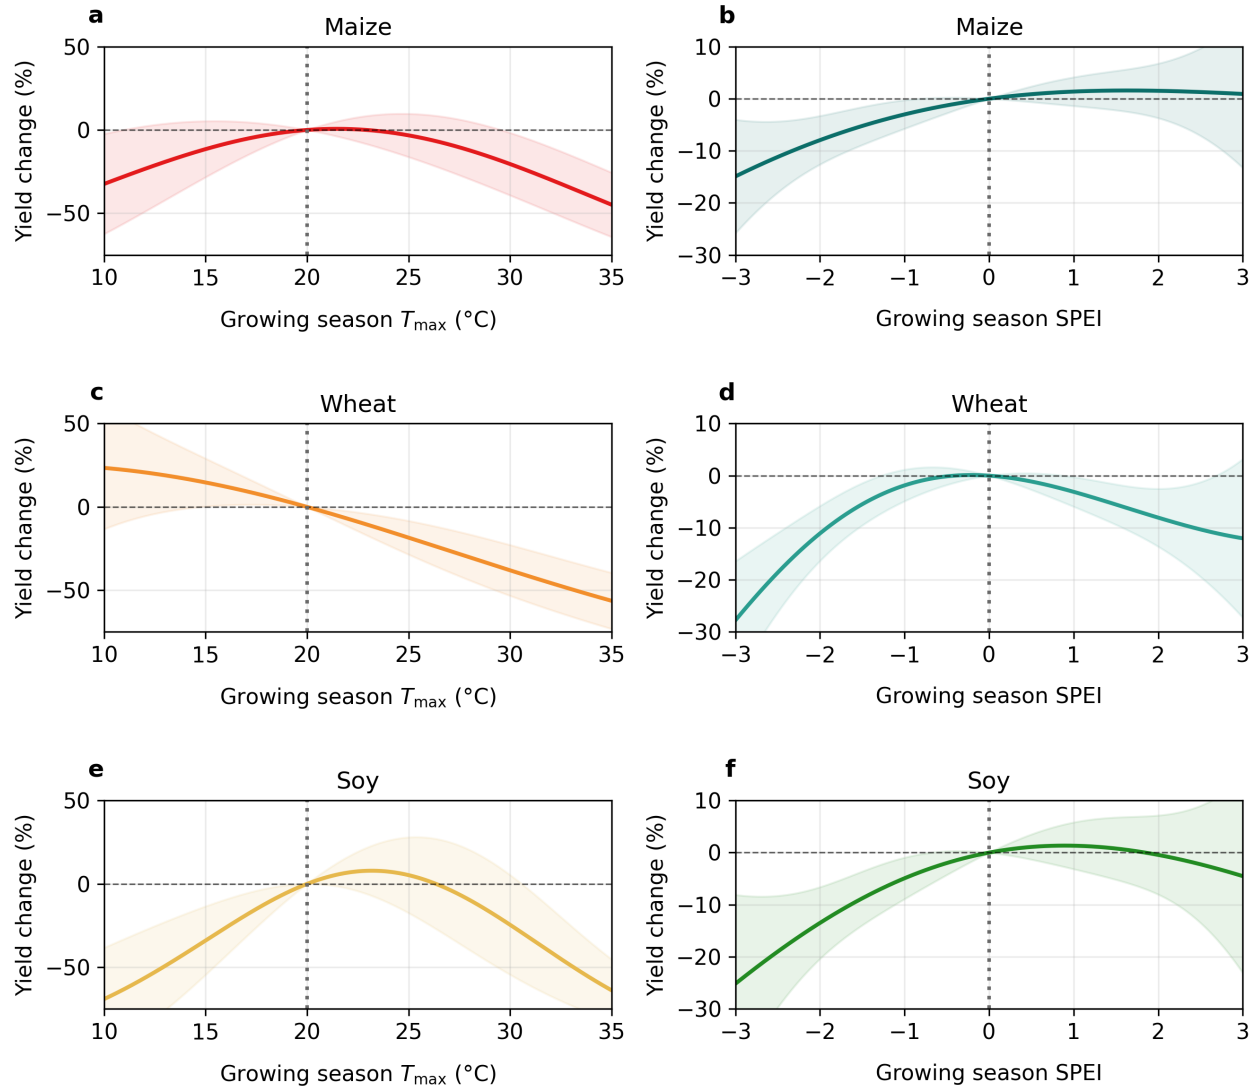 a
Maize
50
0
−50
Yield change (%)
10 15 20 25 30 35
Growing season Tmax (°C)
b
Maize
10
0
−10
−20
−30
Yield change (%)
−3 −2 −1 0 1 2 3
Growing season SPEI
c
Wheat
50
0
−50
Yield change (%)
10 15 20 25 30 35
Growing season Tmax (°C)
d
Wheat
10
0
−10
−20
−30
Yield change (%)
−3 −2 −1 0 1 2 3
Growing season SPEI
e
Soy
50
0
−50
Yield change (%)
10 15 20 25 30 35
Growing season Tmax (°C)
f
Soy
10
0
−10
−20
−30
Yield change (%)
−3 −2 −1 0 1 2 3
Growing season SPEI